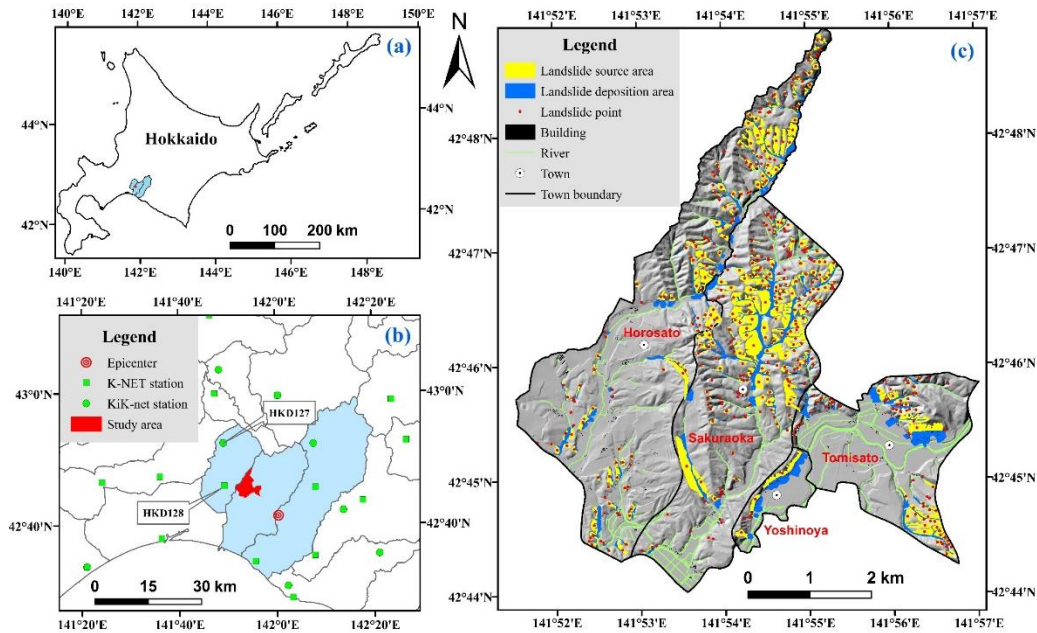 140°E 142°E 144°E 146°E 148°E 150°E
(a)
44°N
44°N
Hokkaido
42°N
42°N
0 100 200 km
140°E 142°E 144°E 146°E 148°E
N
141°20'E 141°40'E 142°0'E 142°20'E
Legend
(b)
Epicenter
K-NET station
KiK-net station
Study area
43°0'N
43°0'N
HKD127
HKD128
42°40'N
42°40'N
0 15 30 km
141°20'E 141°40'E 142°0'E 142°20'E
141°52'E 141°53'E 141°54'E 141°55'E 141°56'E 141°57'E
Legend
(c)
Landslide source area
Landslide deposition area
Landslide point
Building
River
Town
Town boundary
42°48'N
42°48'N
42°47'N
42°47'N
Horosato
42°46'N
42°46'N
Sakuraoka
Tomisato
42°45'N
42°45'N
Yoshinoya
0 1 2 km
42°44'N
42°44'N
141°52'E 141°53'E 141°54'E 141°55'E 141°56'E 141°57'E